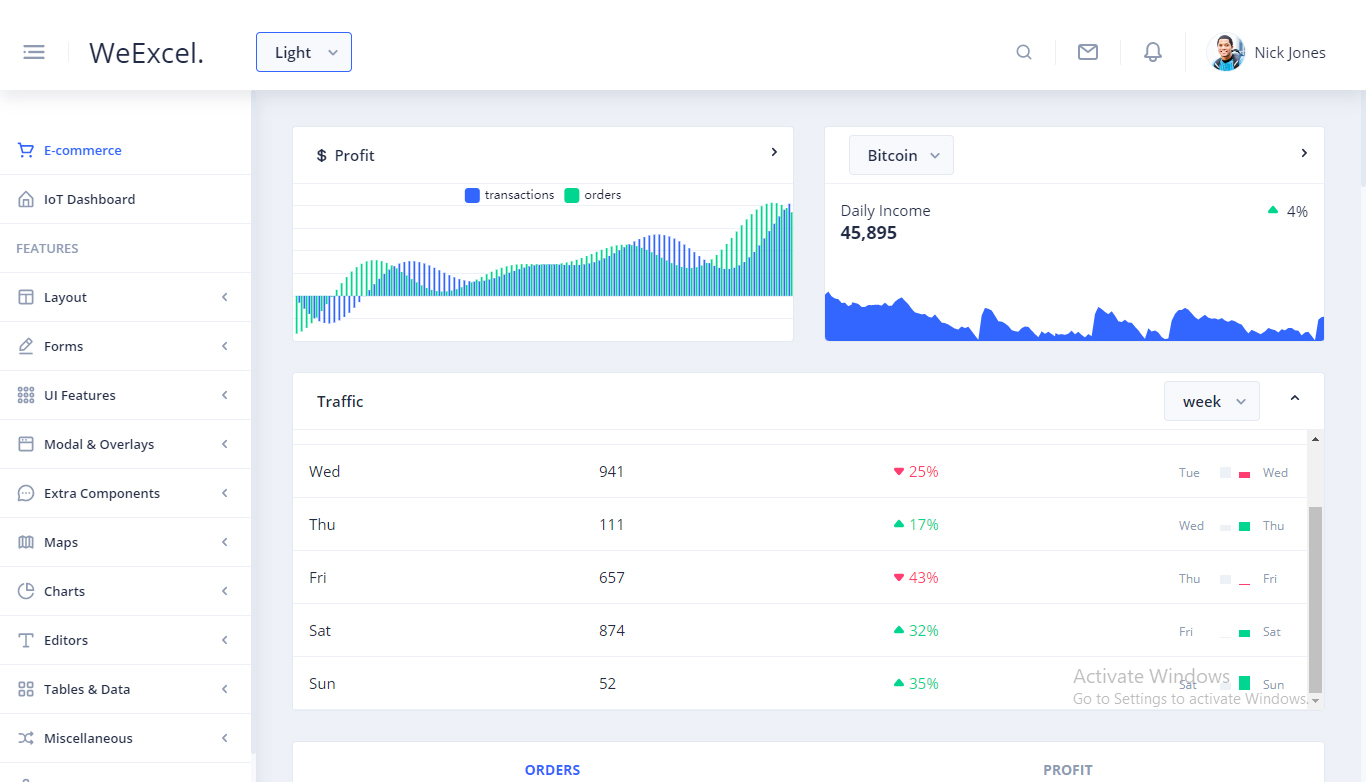 WeExcel.
Light
Nick Jones
E-commerce
IoT Dashboard
FEATURES
Layout
Forms
UI Features
Modal & Overlays
Extra Components
Maps
Charts
Editors
Tables & Data
Miscellaneous
$ Profit
transactions orders
Bitcoin
Daily Income
4%
45,895
Traffic
week
Wed 941 25% Tue Wed
Thu 111 17% Wed Thu
Fri 657 43% Thu Fri
Sat 874 32% Fri Sat
Sun 52 35% Sat Sun
Activate Windows
Go to Settings to activate Windows.
ORDERS PROFIT